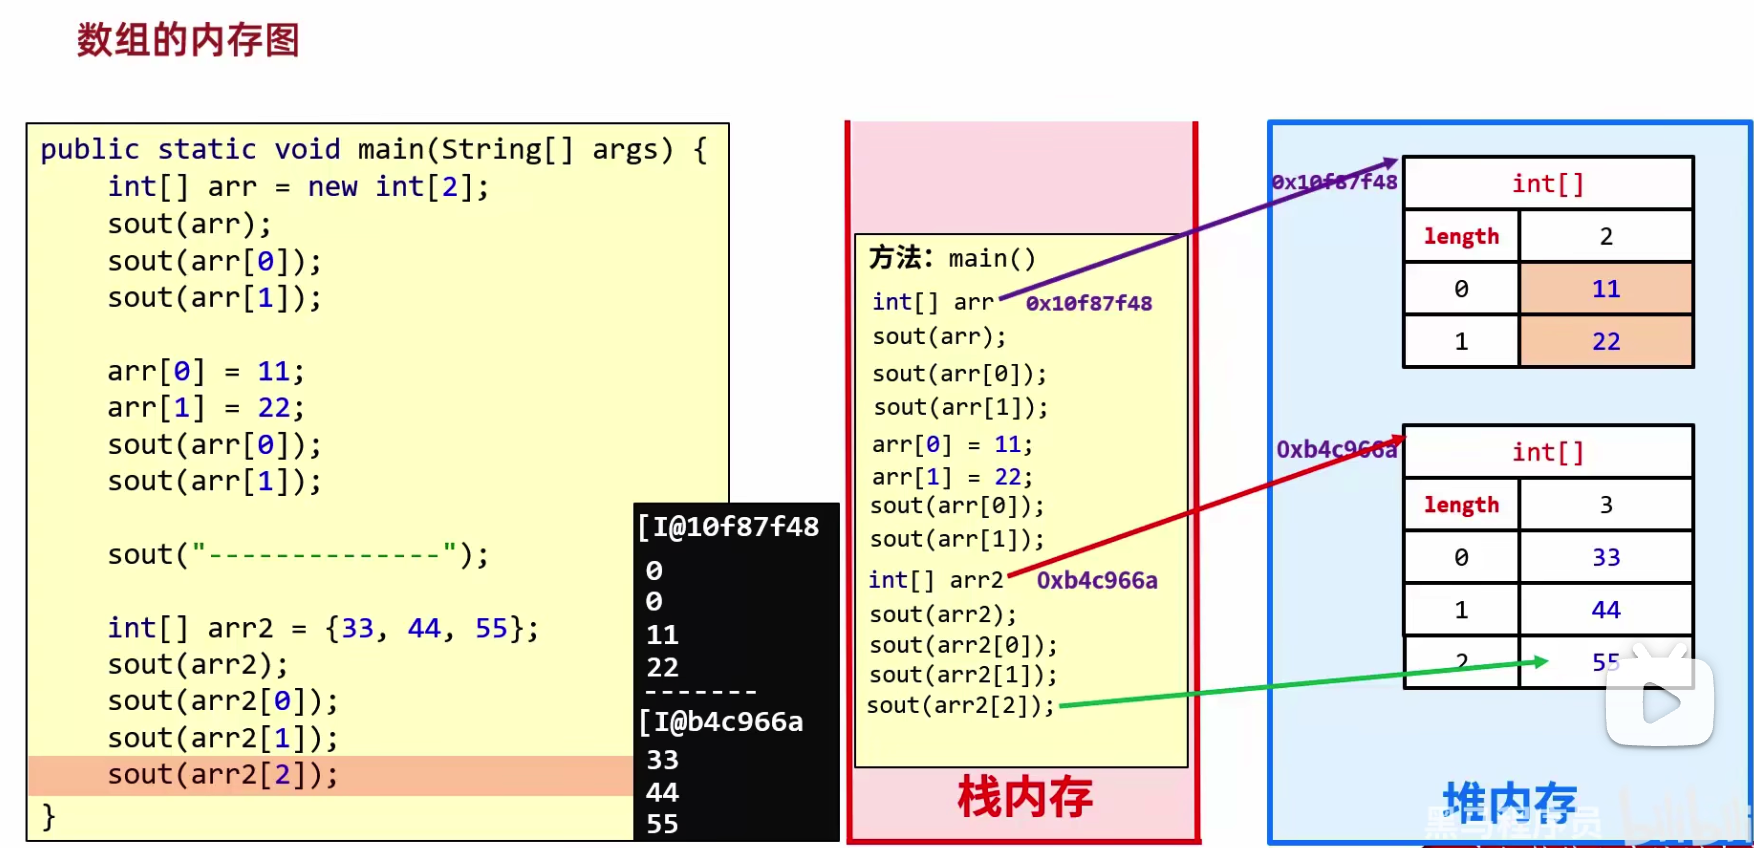 数组的内存图
public static void main(String[] args) {
int[] arr = new int[2];
sout(arr);
sout(arr[0]);
sout(arr[1]);
arr[0] = 11;
arr[1] = 22;
sout(arr[0]);
sout(arr[1]);
sout("--------------");
int[] arr2 = {33, 44, 55};
sout(arr2);
sout(arr2[0]);
sout(arr2[1]);
sout(arr2[2]);
}
[I@10f87f48
0
0
11
22
-------
[I@b4c966a
33
44
55
方法：main()
int[] arr 0x10f87f48
sout(arr);
sout(arr[0]);
sout(arr[1]);
arr[0] = 11;
arr[1] = 22;
sout(arr[0]);
sout(arr[1]);
int[] arr2 0xb4c966a
sout(arr2);
sout(arr2[0]);
sout(arr2[1]);
sout(arr2[2]);
栈内存
0x10f87f48 int[]
length 2
0 11
1 22
0xb4c966a int[]
length 3
0 33
1 44
2 55
堆内存
黑马程序员 bilibili